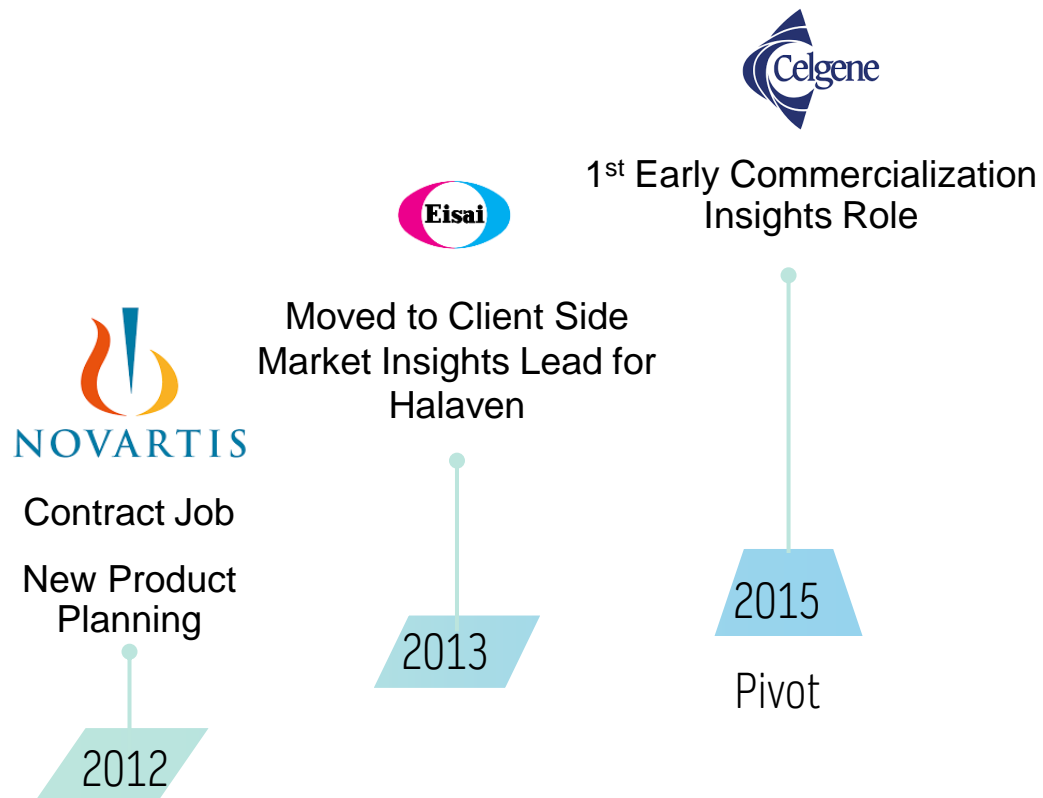 NOVARTIS
Contract Job
New Product
Planning
2012
Eisai
Moved to Client Side
Market Insights Lead for
Halaven
2013
Celgene
1st Early Commercialization
Insights Role
2015
Pivot